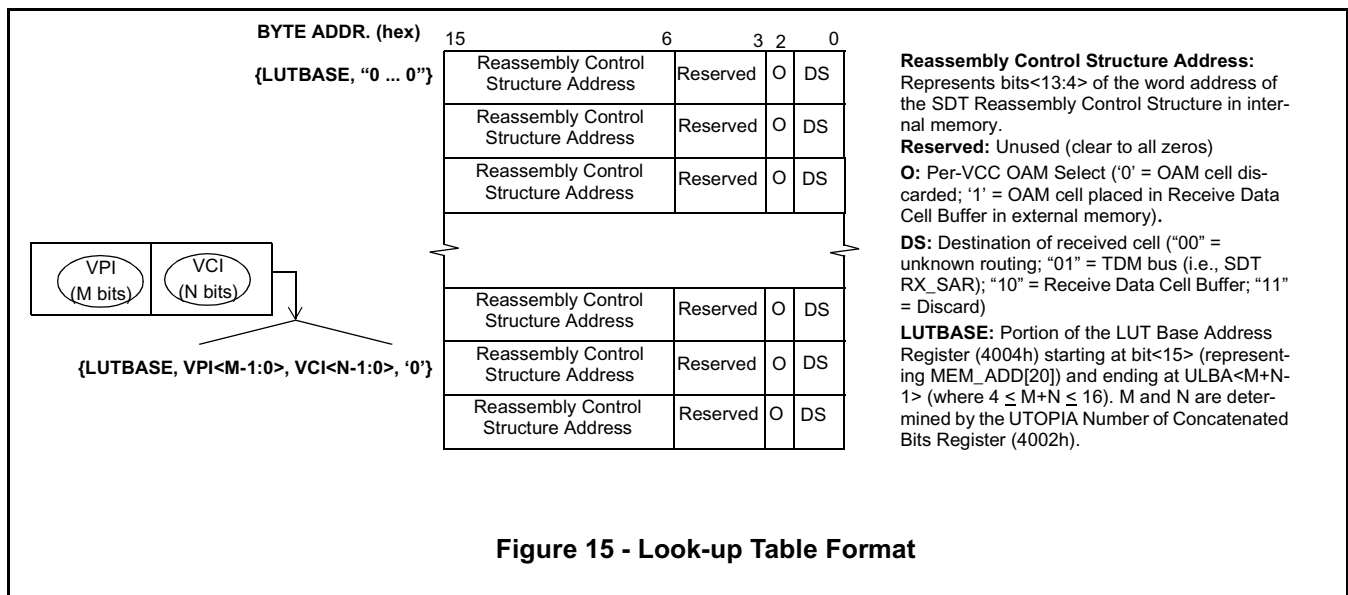 BYTE ADDR. (hex)
15 6 3 2 0
{LUTBASE, “0 ... 0”}
Reassembly Control
Structure Address
Reserved
O
DS
Reassembly Control
Structure Address
Reserved
O
DS
Reassembly Control
Structure Address
Reserved
O
DS
VPI
(M bits)
VCI
(N bits)
{LUTBASE, VPI<M-1:0>, VCI<N-1:0>, ‘0’}
Reassembly Control
Structure Address
Reserved
O
DS
Reassembly Control
Structure Address
Reserved
O
DS
Reassembly Control
Structure Address
Reserved
O
DS
Reassembly Control Structure Address:
Represents bits<13:4> of the word address of
the SDT Reassembly Control Structure in inter-
nal memory.
Reserved: Unused (clear to all zeros)
O: Per-VCC OAM Select (‘0’ = OAM cell dis-
carded; ‘1’ = OAM cell placed in Receive Data
Cell Buffer in external memory).
DS: Destination of received cell (“00” =
unknown routing; “01” = TDM bus (i.e., SDT
RX_SAR); “10” = Receive Data Cell Buffer; “11”
= Discard)
LUTBASE: Portion of the LUT Base Address
Register (4004h) starting at bit<15> (represent-
ing MEM_ADD[20]) and ending at ULBA<M+N-
1> (where 4 ≤ M+N ≤ 16). M and N are deter-
mined by the UTOPIA Number of Concatenated
Bits Register (4002h).
Figure 15 - Look-up Table Format